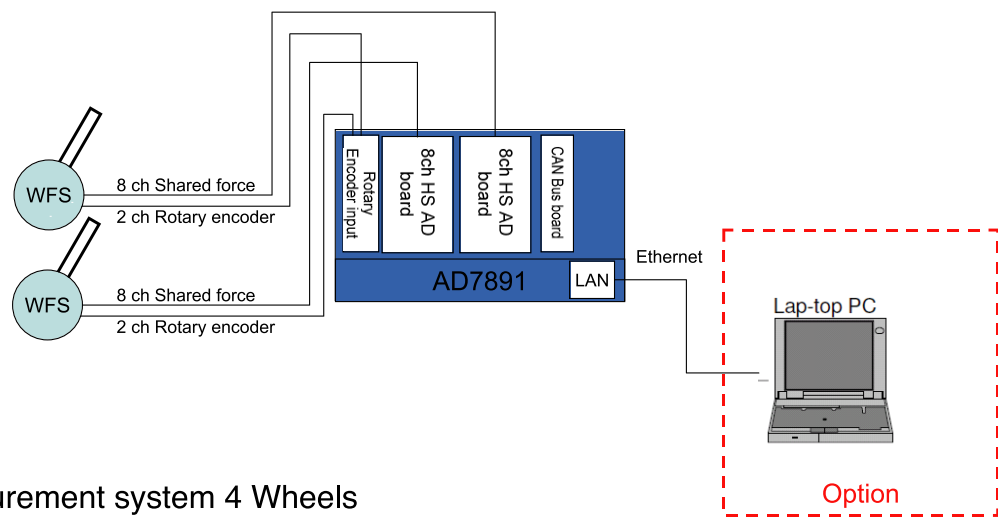 WFS
8 ch Shared force
2 ch Rotary encoder
WFS
8 ch Shared force
2 ch Rotary encoder
Rotary
Encoder input
8ch HS AD
board
8ch HS AD
board
CAN Bus board
AD7891
LAN
Ethernet
Lap-top PC
Option
urement system 4 Wheels